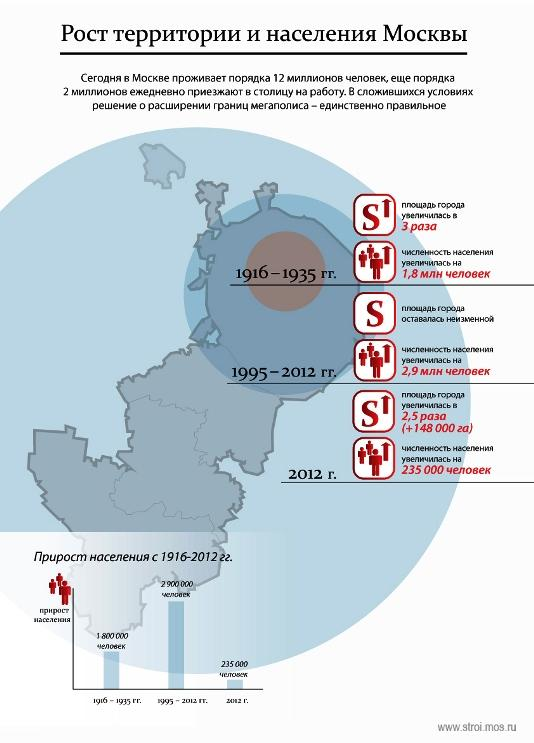 Рост территории и населения Москвы
Сегодня в Москве проживает порядка 12 миллионов человек, еще порядка
2 миллионов ежедневно приезжают в столицу на работу. В сложившихся условиях
решение о расширении границ мегаполиса – единственно правильное
S
площадь города
увеличилась в
3 раза
1916 – 1935 гг.
численность населения
увеличилась на
1,8 млн человек
S
площадь города
оставалась неизменной
1995 – 2012 гг.
численность населения
увеличилась на
2,9 млн человек
S
площадь города
увеличилась в
2,5 раза
(+148 000 га)
2012 г.
численность населения
увеличилась на
235 000 человек
Прирост населения с 1916-2012 гг.
прирост
населения
1 800 000
человек
2 900 000
человек
235 000
человек
1916 – 1935 гг.
1995 – 2012 гг.
2012 г.
www.stroi.mos.ru